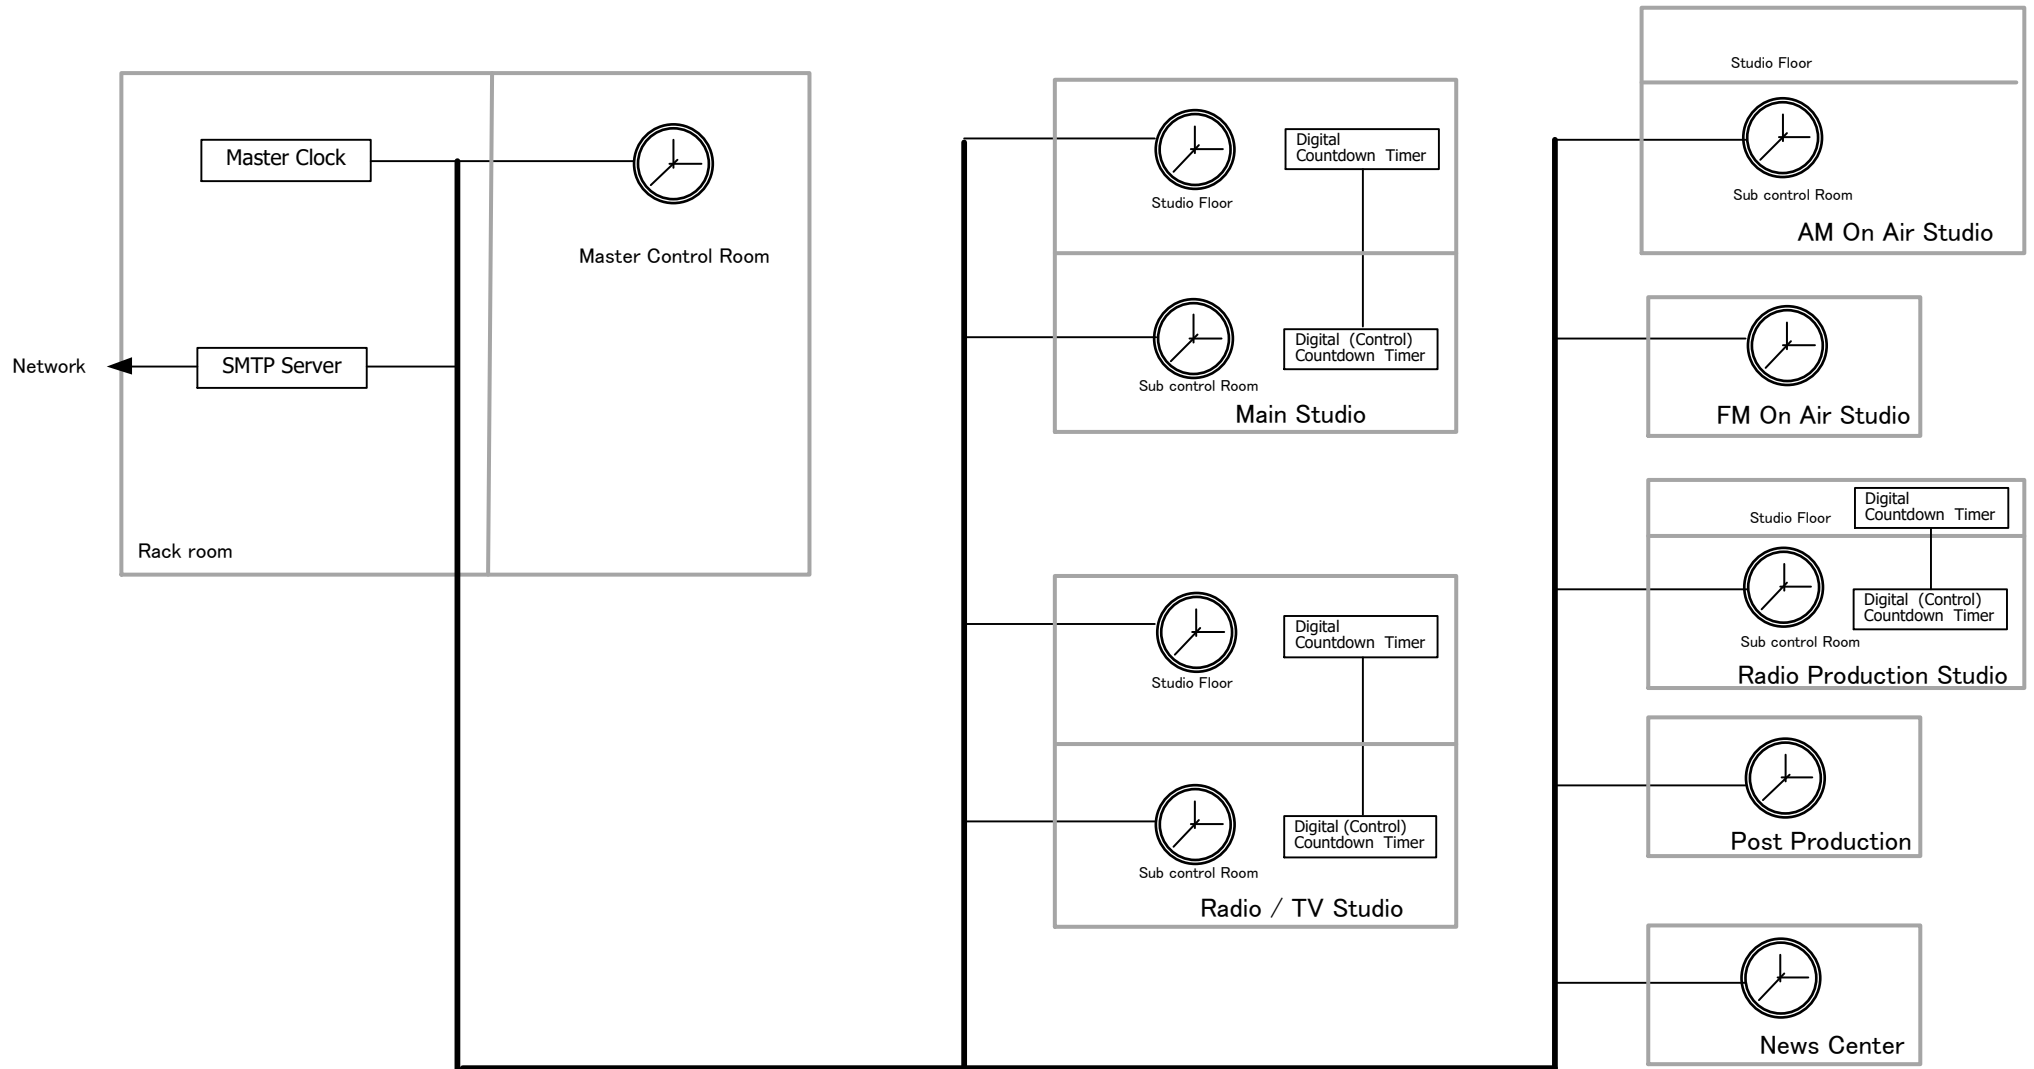 Master Clock
Master Control Room
Network
SMTP Server
Rack room
Digital
Countdown Timer
Studio Floor
Digital (Control)
Countdown Timer
Sub control Room
Main Studio
Digital
Countdown Timer
Studio Floor
Digital (Control)
Countdown Timer
Sub control Room
Radio / TV Studio
Studio Floor
Sub control Room
AM On Air Studio
FM On Air Studio
Digital
Countdown Timer
Studio Floor
Digital (Control)
Countdown Timer
Sub control Room
Radio Production Studio
Post Production
News Center